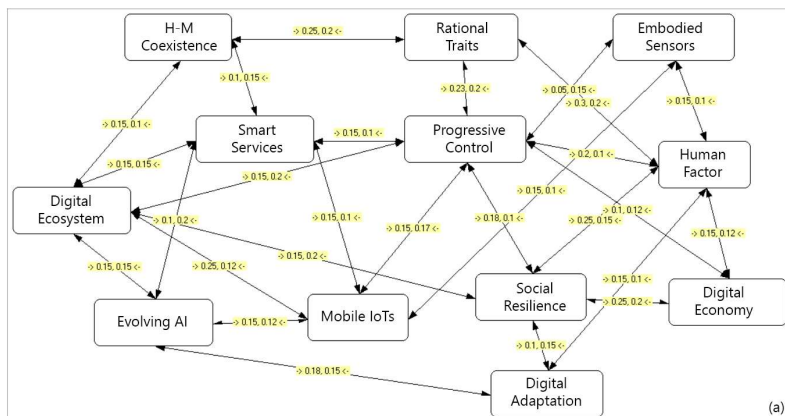 H-M
Coexistence
-> 0.25, 0.2 <-
Rational
Traits
Embodied
Sensors
-> 0.1, 0.15 <-
-> 0.23, 0.2 <-
-> 0.05, 0.15 <-
-> 0.3, 0.2 <-
-> 0.15, 0.1 <-
-> 0.15, 0.1 <-
Smart
Services
-> 0.15, 0.1 <-
Progressive
Control
-> 0.15, 0.15 <-
-> 0.2, 0.1 <-
Human
Factor
-> 0.15, 0.2 <-
-> 0.15, 0.1 <-
Digital
Ecosystem
-> 0.1, 0.2 <-
-> 0.15, 0.1 <-
-> 0.18, 0.1 <-
-> 0.1, 0.12 <-
-> 0.25, 0.15 <-
-> 0.15, 0.17 <-
-> 0.15, 0.12 <-
-> 0.15, 0.2 <-
-> 0.15, 0.15 <-
-> 0.25, 0.12 <-
-> 0.15, 0.1 <-
Social
Resilience
-> 0.25, 0.2 <-
Digital
Economy
Evolving AI
-> 0.15, 0.12 <-
Mobile IoTs
-> 0.1, 0.15 <-
-> 0.18, 0.15 <-
Digital
Adaptation
(a)